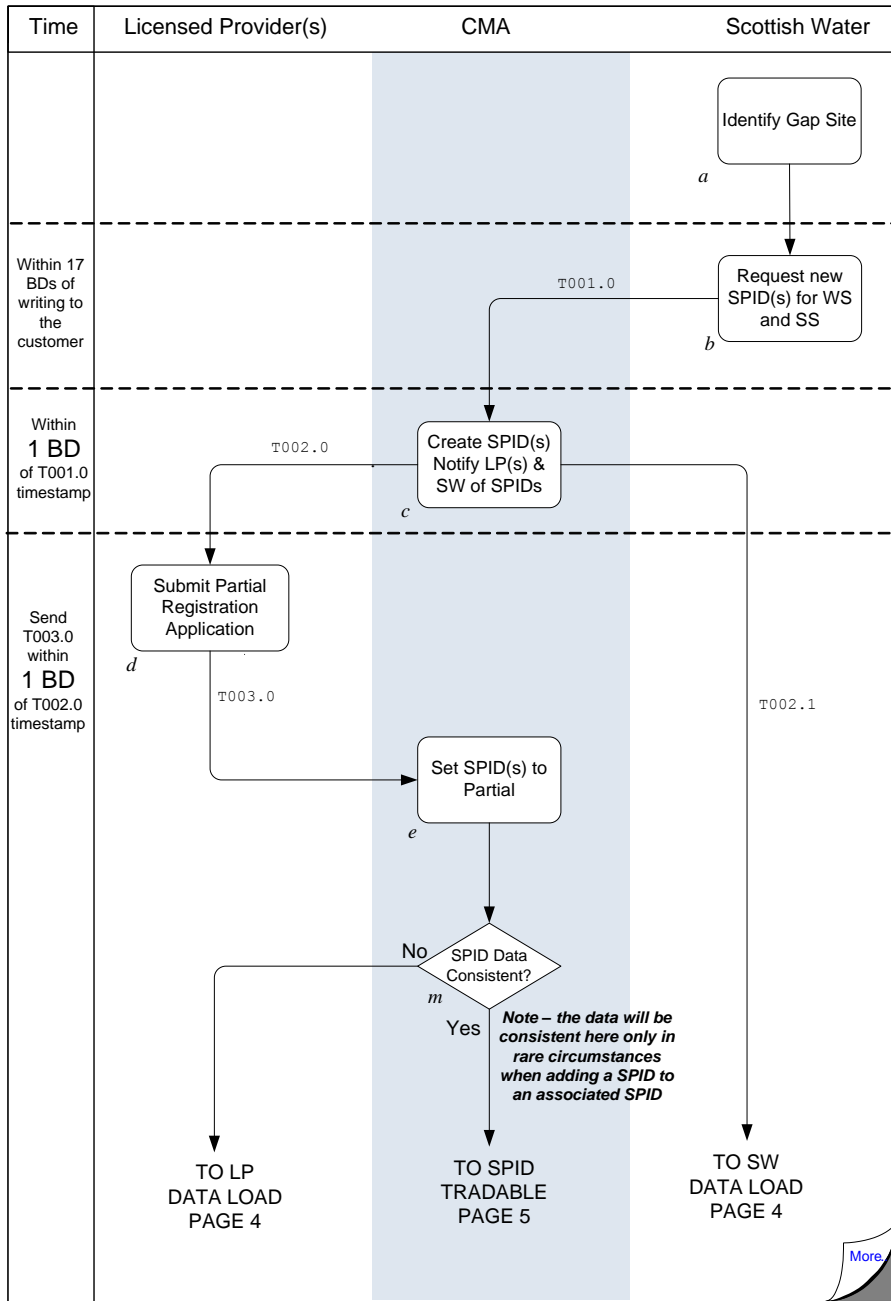 Time
Licensed Provider(s)
CMA
Scottish Water
Identify Gap Site
a
Within 17
BDs of
writing to
the
customer
T001.0
Request new
SPID(s) for WS
and SS
b
Within
1 BD
of T001.0
timestamp
T002.0
Create SPID(s)
Notify LP(s) &
SW of SPIDs
c
Send
T003.0
within
1 BD
of T002.0
timestamp
Submit Partial
Registration
Application
d
T003.0
T002.1
Set SPID(s) to
Partial
e
No
SPID Data
Consistent?
m
Yes
Note – the data will be
consistent here only in
rare circumstances
when adding a SPID to
an associated SPID
TO LP
DATA LOAD
PAGE 4
TO SPID
TRADABLE
PAGE 5
TO SW
DATA LOAD
PAGE 4
More..